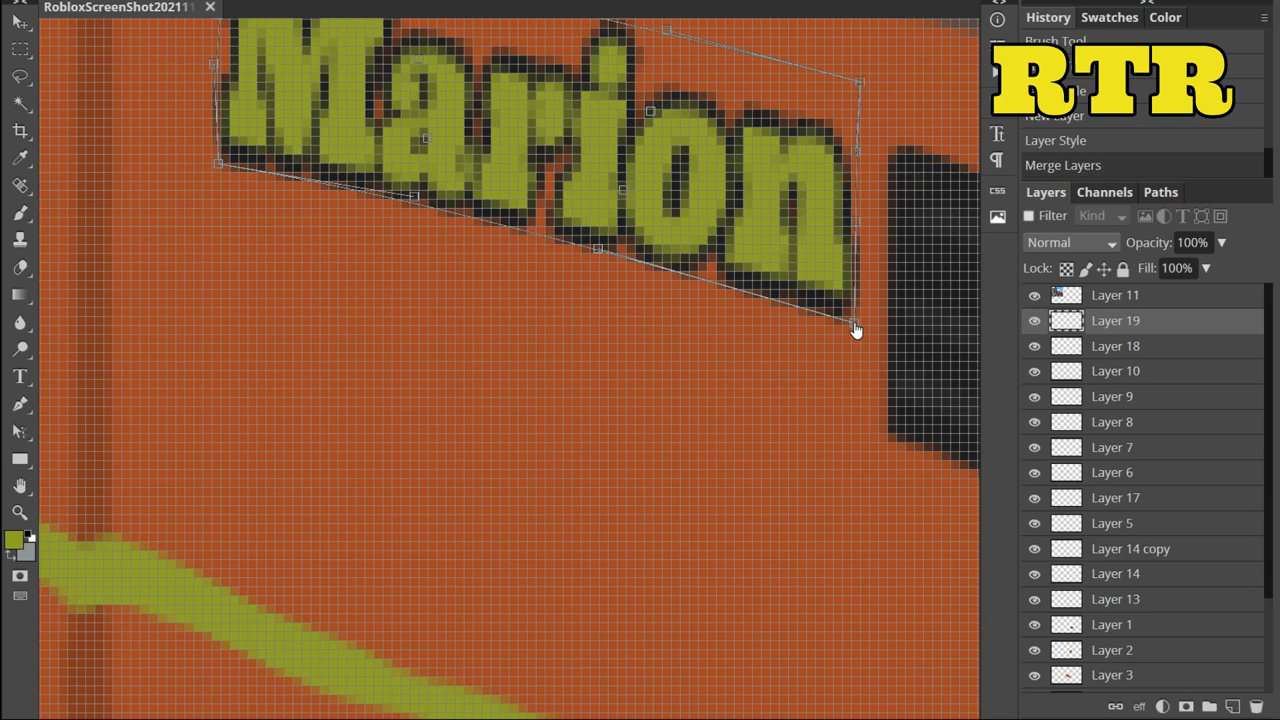 RobloxScreenShot20211
History
Swatches
Color
Brush Tool
New Layer
Layer Style
Merge Layers
RTR
css
Layers
Channels
Paths
Filter
Kind
Normal
Opacity: 100%
Lock:
Fill: 100%
Layer 11
Layer 19
Layer 18
Layer 10
Layer 9
Layer 8
Layer 7
Layer 6
Layer 17
Layer 5
Layer 14 copy
Layer 14
Layer 13
Layer 1
Layer 2
Layer 3
Marion